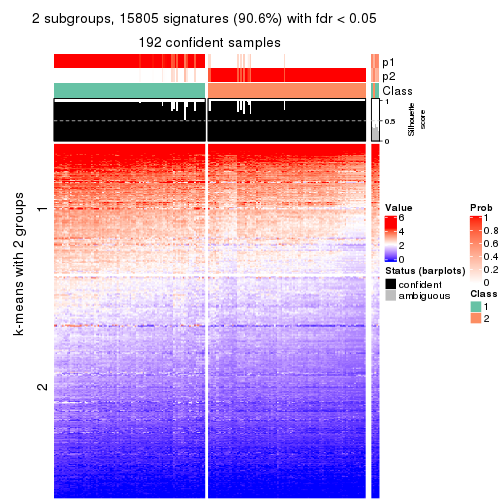 2 subgroups, 15805 signatures (90.6%) with fdr < 0.05
192 confident samples
p1
p2
Class
1
0.5
0
Silhouette
score
k-means with 2 groups
1
2
Value
6
4
2
0
Status (barplots)
confident
ambiguous
Prob
1
0.8
0.6
0.4
0.2
0
Class
1
2